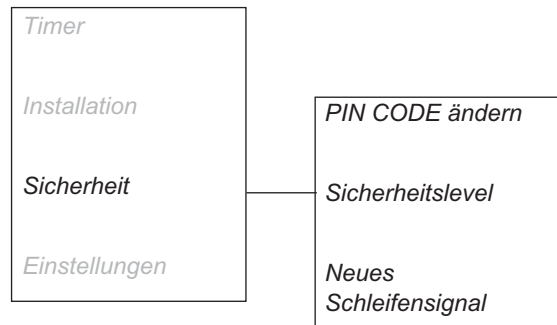 Timer
Installation
Sicherheit
Einstellungen
PIN CODE ändern
Sicherheitslevel
Neues
Schleifensignal